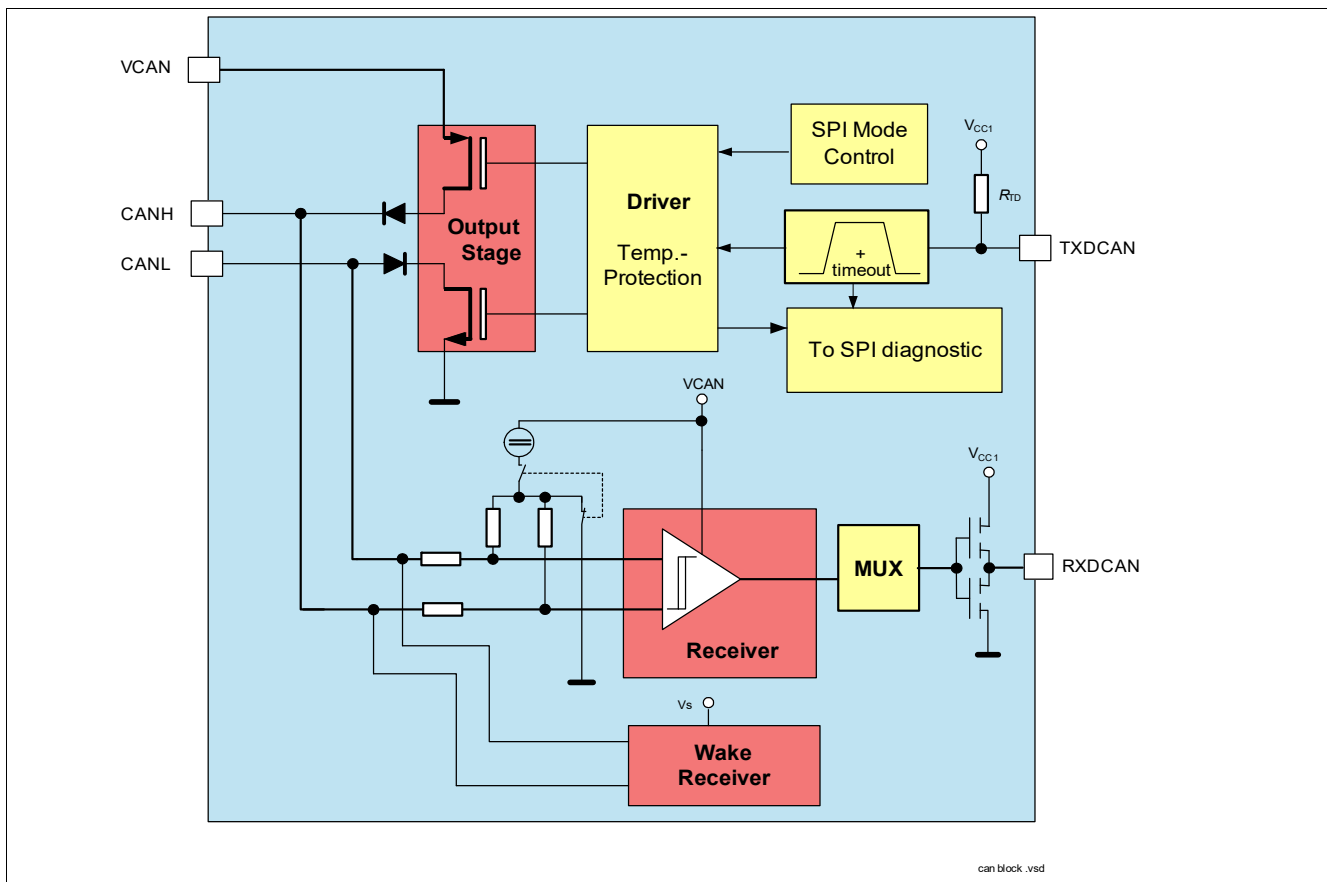 VCAN
CANH
CANL
Output
Stage
Driver
Temp.-
Protection
SPI Mode
Control
VCC1
RTD
+
timeout
TXDCAN
To SPI diagnostic
VCAN
VCC1
MUX
RXDCAN
Receiver
Vs
Wake
Receiver
can block .vsd